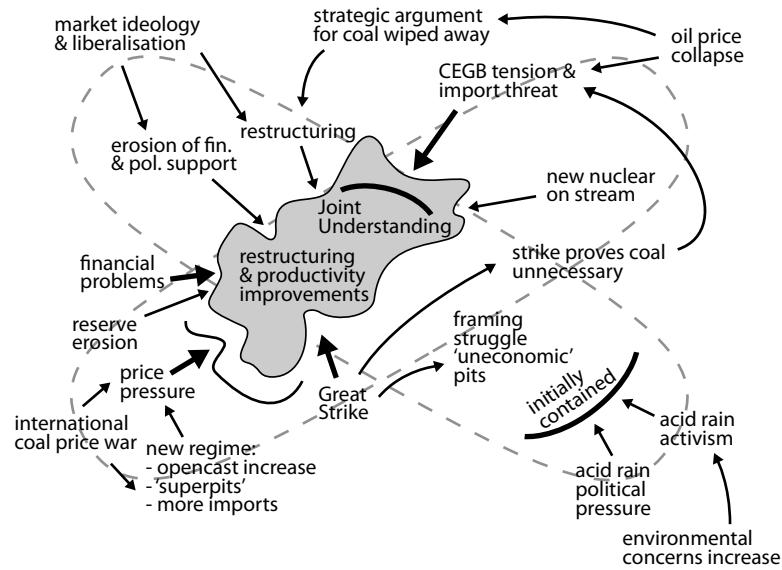 market ideology
& liberalisation
strategic argument
for coal wiped away
oil price
collapse
CEGB tension &
import threat
erosion of fin.
& pol. support
restructuring
new nuclear
on stream
Joint
Understanding
restructuring
& productivity
improvements
financial
problems
strike proves coal
unnecessary
reserve
erosion
framing
struggle
'uneconomic'
pits
price
pressure
Great
Strike
initially
contained
international
coal price war
new regime:
- opencast increase
- 'superpits'
- more imports
acid rain
activism
acid rain
political
pressure
environmental
concerns increase